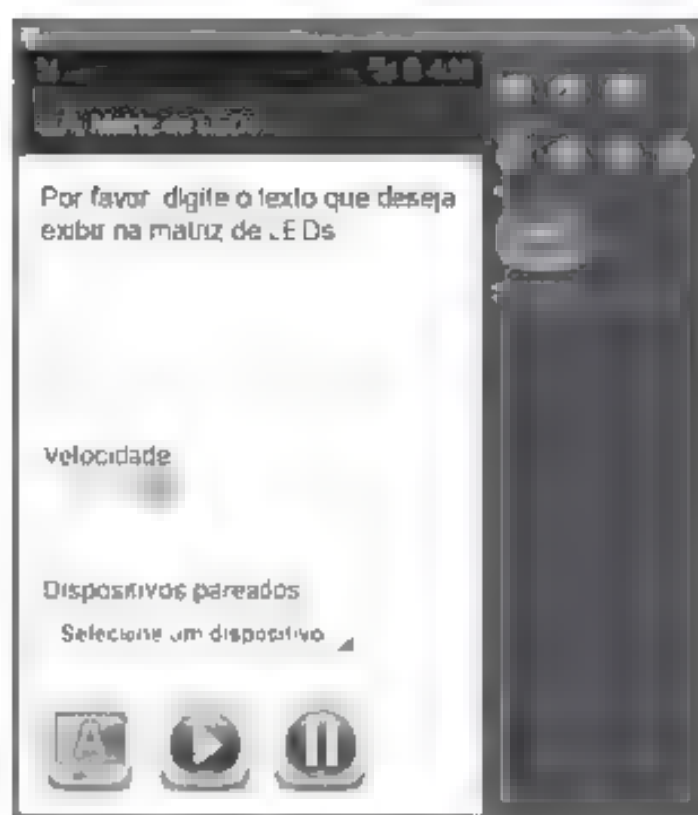 Por favor digite o texto que deseja
exibir na matriz de LEDs
Velocidade
Dispositivos pareados
Selecione um dispositivo
A